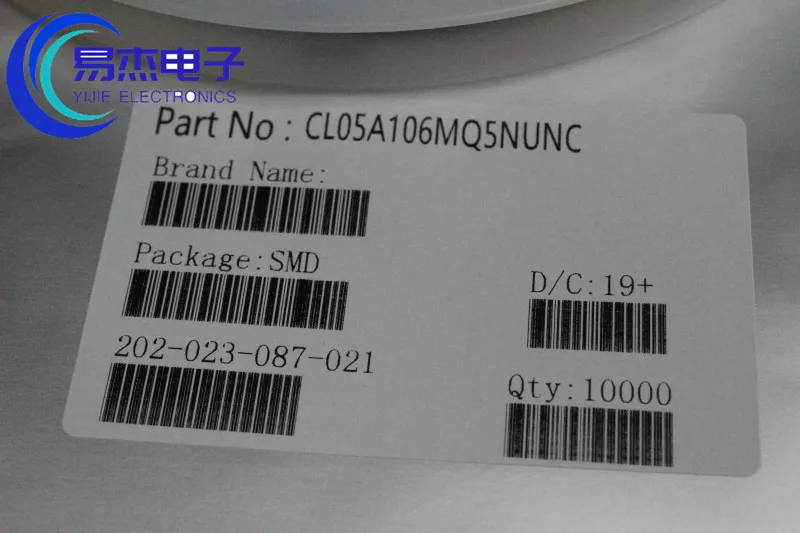 易杰电子
YIJIE ELECTRONICS
Part No : CL05A106MQ5NUNC
Brand Name:
Package:SMD
D/C:19+
202-023-087-021
Qty:10000